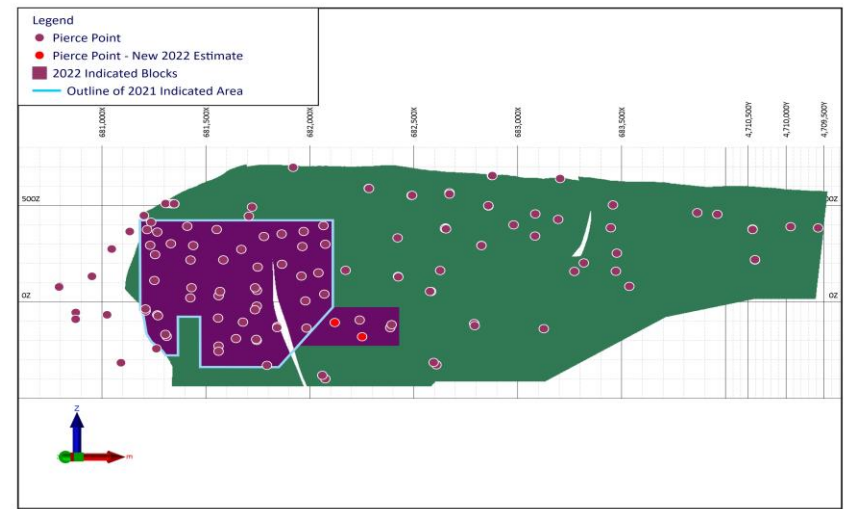 Legend
Pierce Point
Pierce Point - New 2022 Estimate
2022 Indicated Blocks
Outline of 2021 Indicated Area
681,000X
681,500X
682,000X
682,500X
683,000X
683,500X
4,710,500Y
4,710,000Y
4,709,500Y
500Z
00Z
0Z
0Z
Z